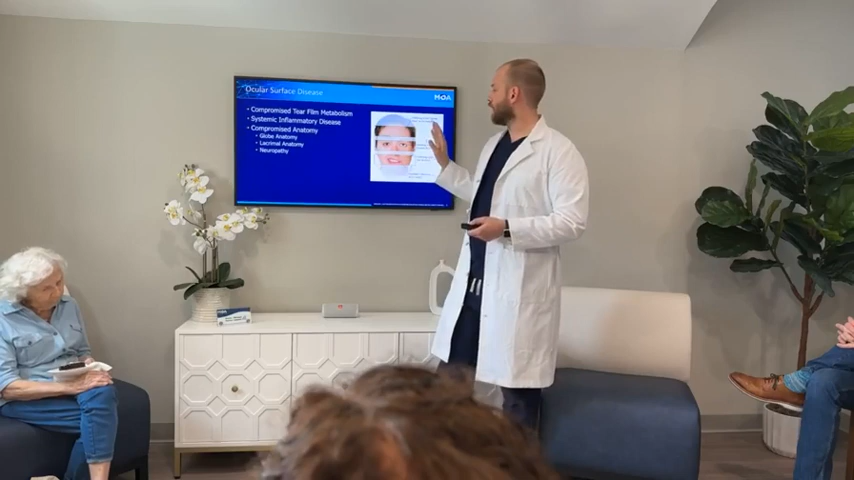 Ocular Surface Disease
MOA
• Compromised Tear Film Metabolism
• Systemic Inflammatory Disease
• Compromised Anatomy
• Globe Anatomy
• Lacrimal Anatomy
• Neuropathy